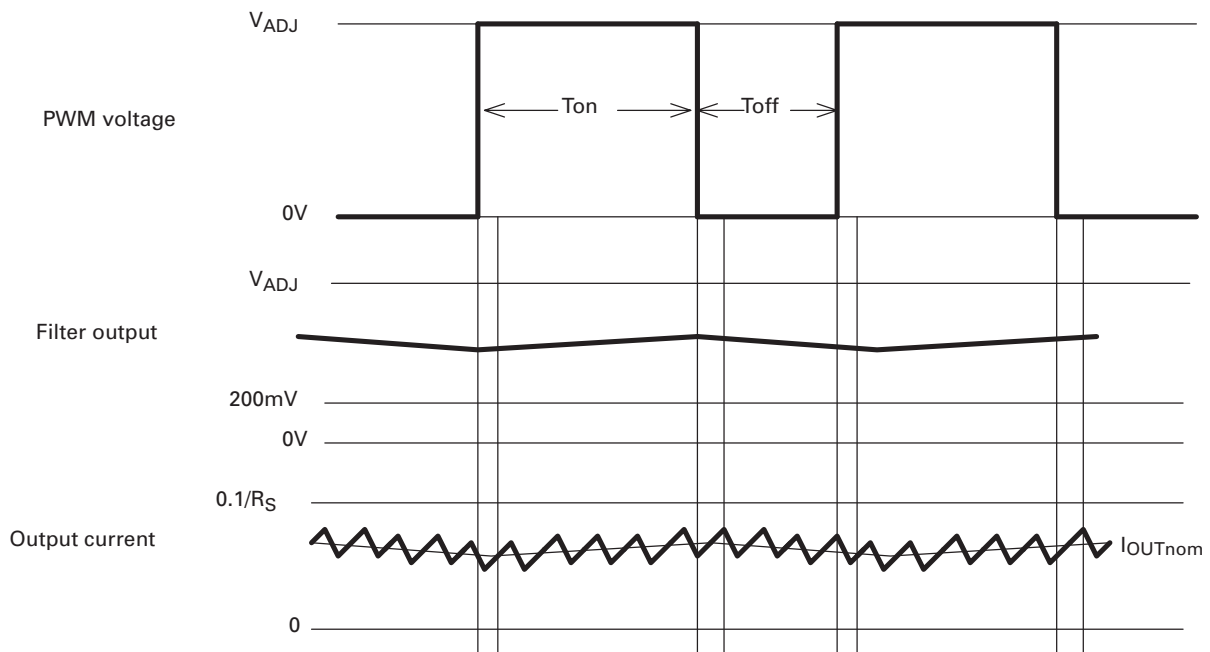 VADJ
Ton
Toff
PWM voltage
0V
VADJ
Filter output
200mV
0V
0.1/RS
Output current
IOUTnom
0